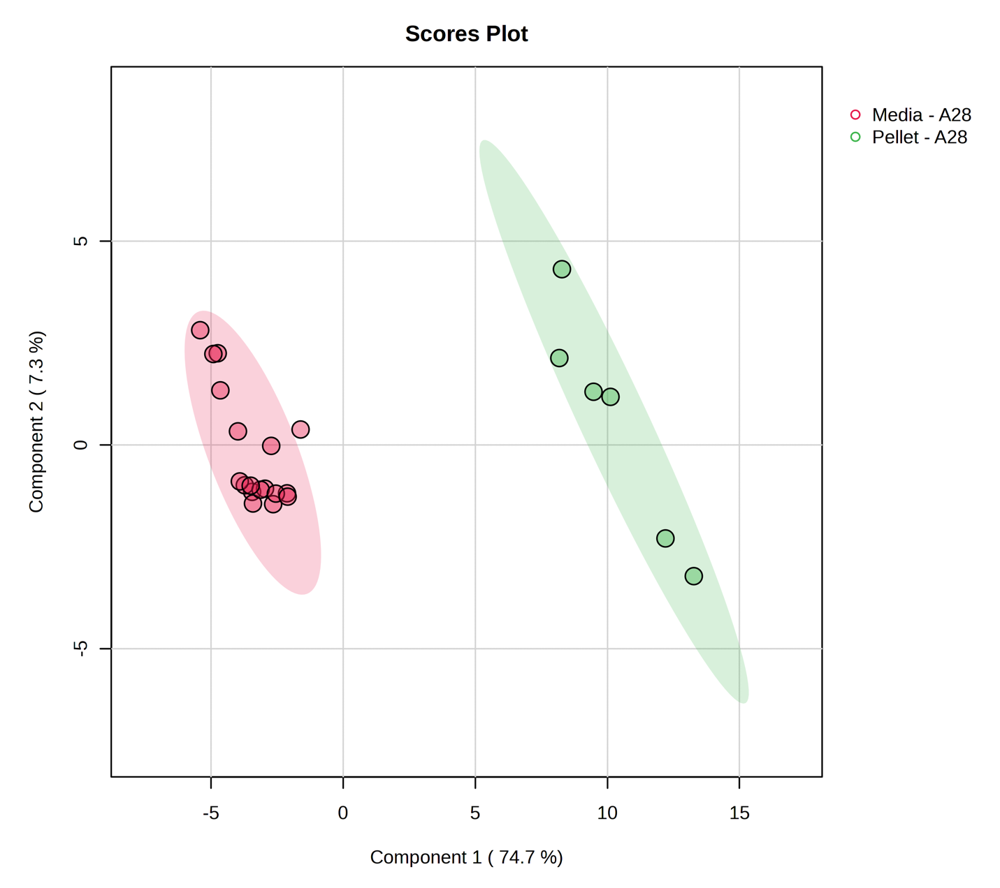 Scores Plot
Media - A28
Pellet - A28
5
0
-5
Component 2 ( 7.3 %)
-5 0 5 10 15
Component 1 ( 74.7 %)